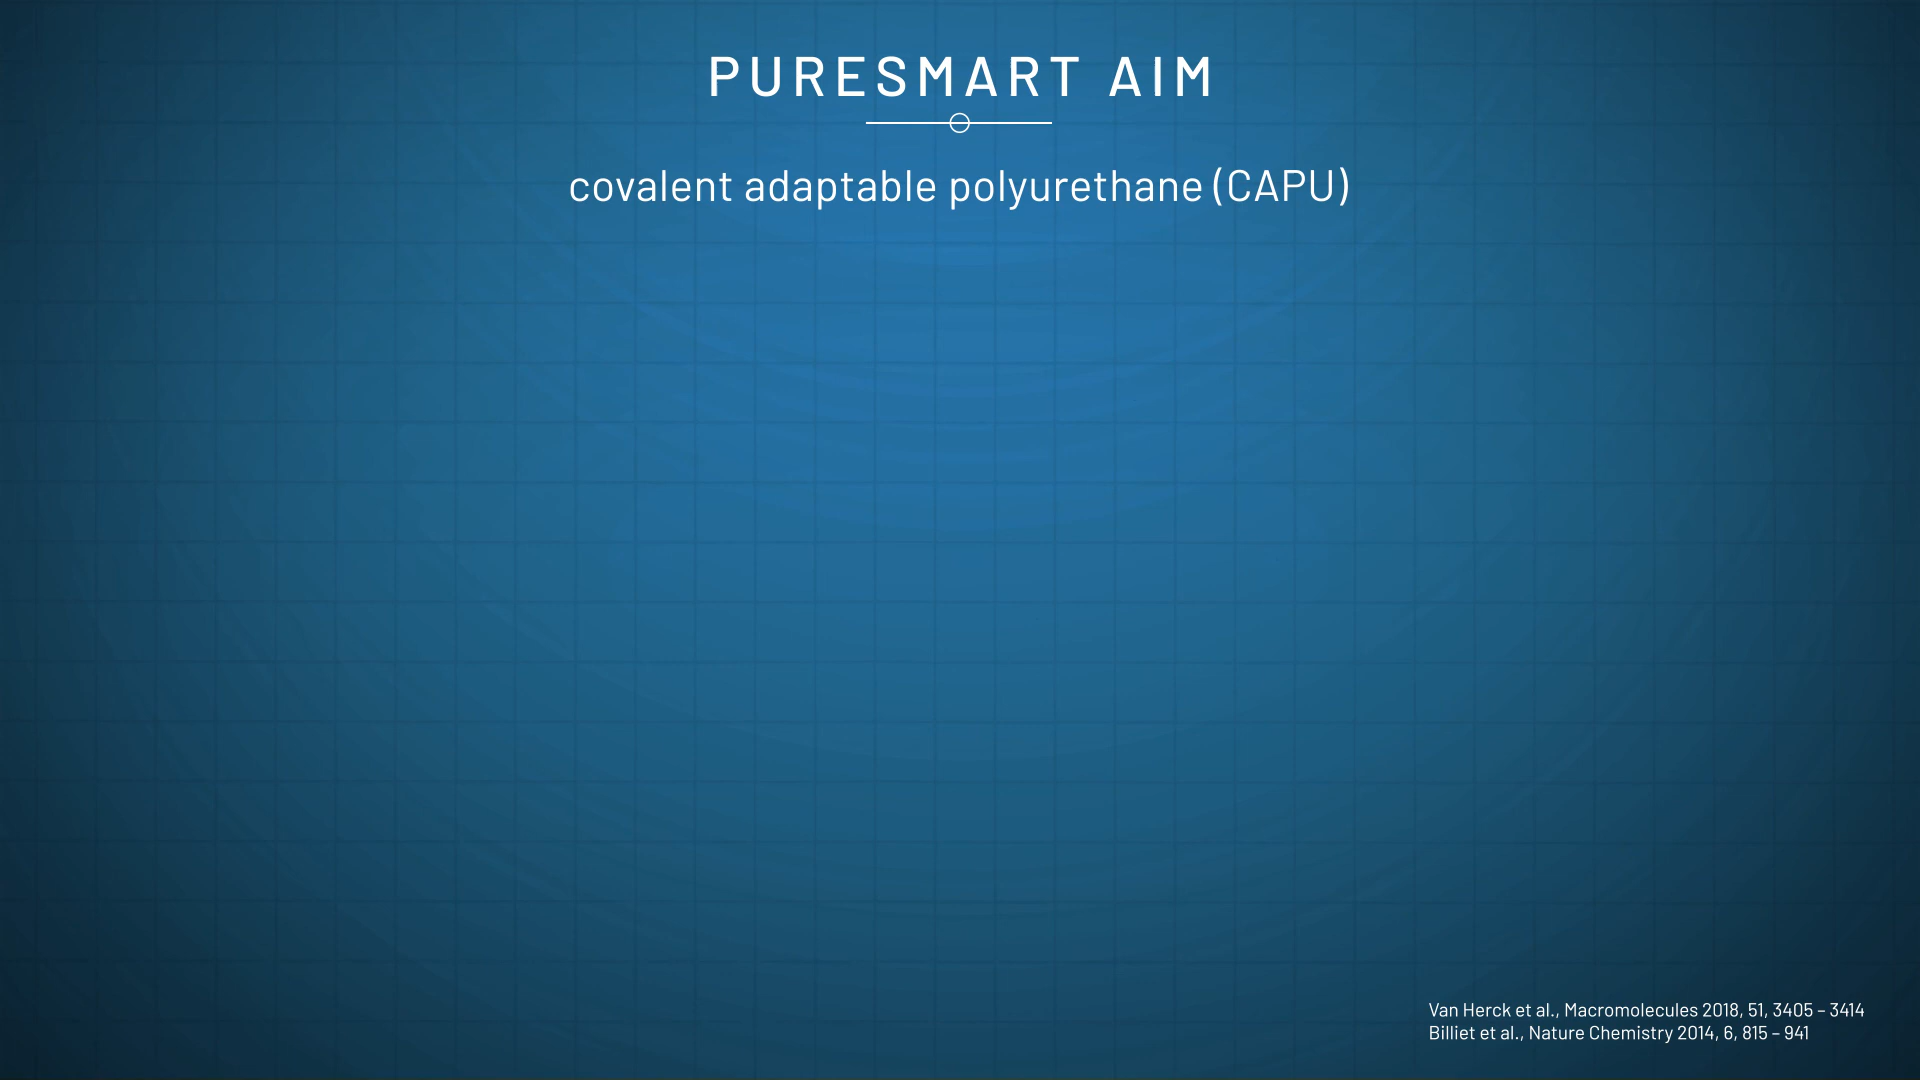 PURESMART AIM
covalent adaptable polyurethane (CAPU)
Van Herck et al., Macromolecules 2018, 51, 3405 – 3414
Billiet et al., Nature Chemistry 2014, 6, 815 – 941